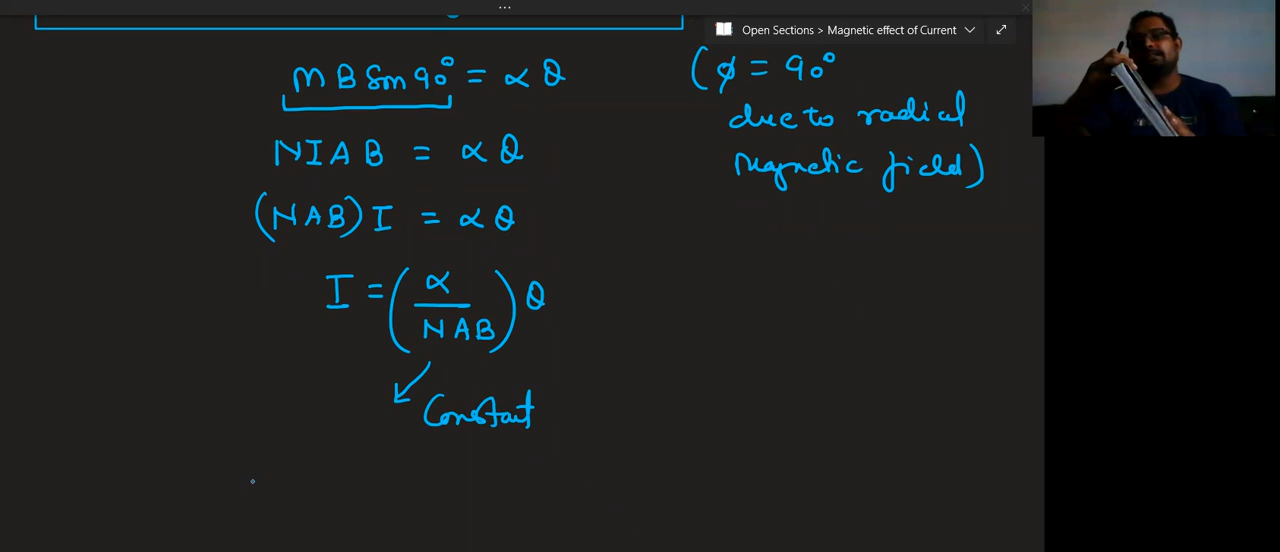 ...
Open Sections > Magnetic effect of Current
MB Sin 90° = α θ
(φ = 90°
due to radial
magnetic field)
NIAB = α θ
(NAB) I = α θ
I = (α / NAB) θ
Constant